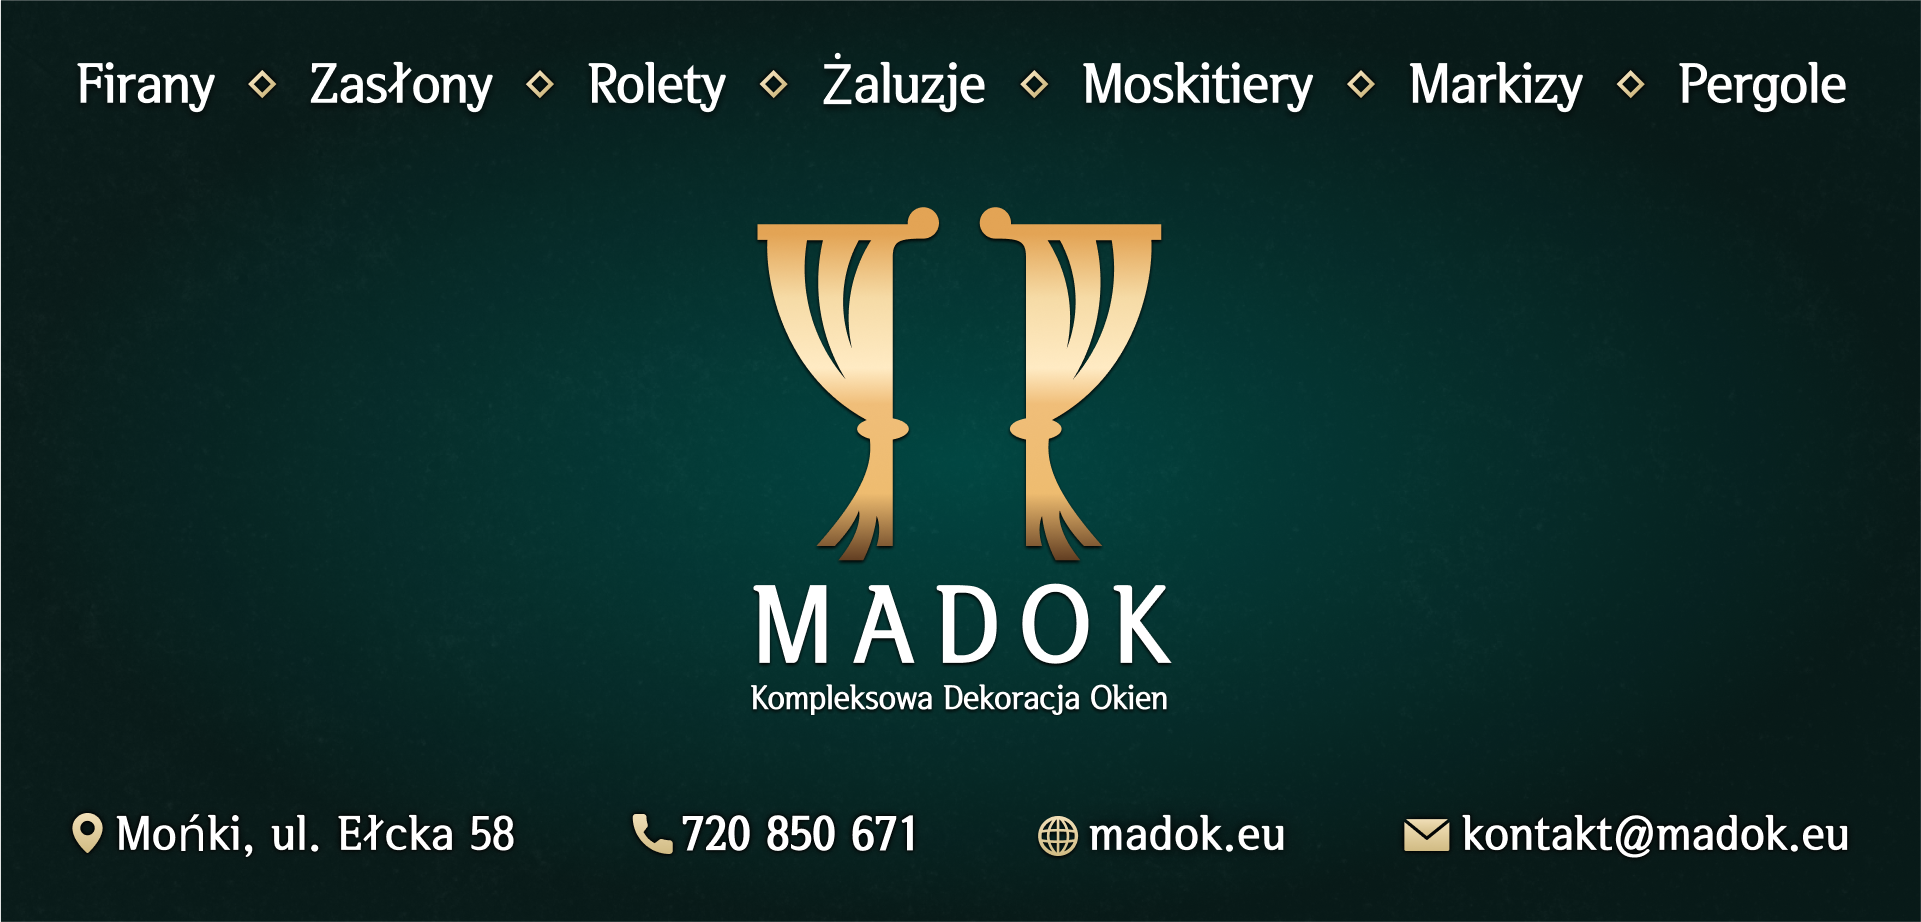 Firany ◇ Zasłony ◇ Rolety ◇ Żaluzje ◇ Moskitiery ◇ Markizy ◇ Pergole
MADOK
Kompleksowa Dekoracja Okien
Mońki, ul. Ełcka 58 720 850 671 madok.eu kontakt@madok.eu